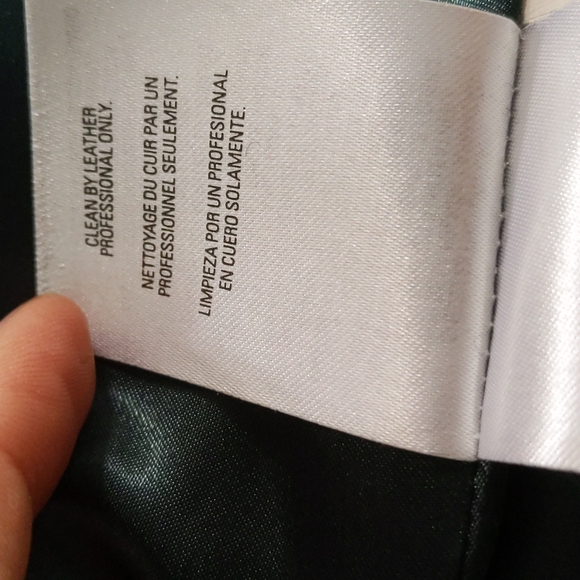 CLEAN BY LEATHER
PROFESSIONAL ONLY.
NETTOYAGE DU CUIR PAR UN
PROFESSIONNEL SEULEMENT.
LIMPIEZA POR UN PROFESIONAL
EN CUERO SOLAMENTE.